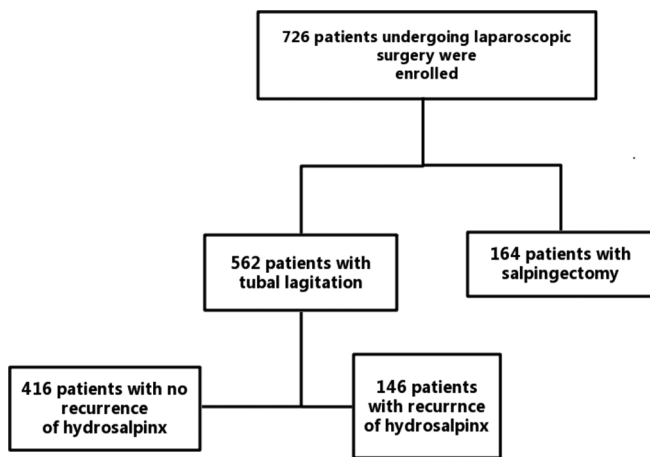 726 patients undergoing laparoscopic
surgery were
enrolled
562 patients with
tubal lagitation
164 patients with
salpingectomy
416 patients with no
recurrence
of hydrosalpinx
146 patients
with recurrnce
of hydrosalpinx